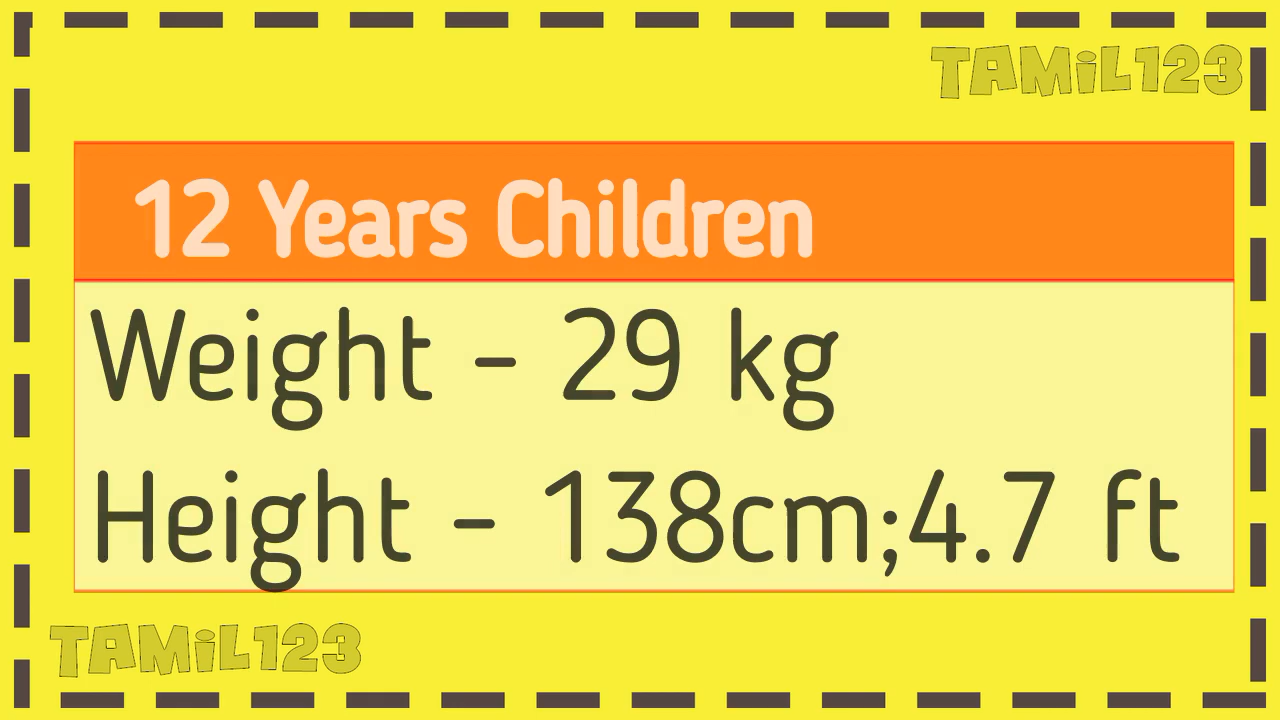 TAMiL123
12 Years Children
Weight - 29 kg
Height - 138cm;4.7 ft
TAMiL123